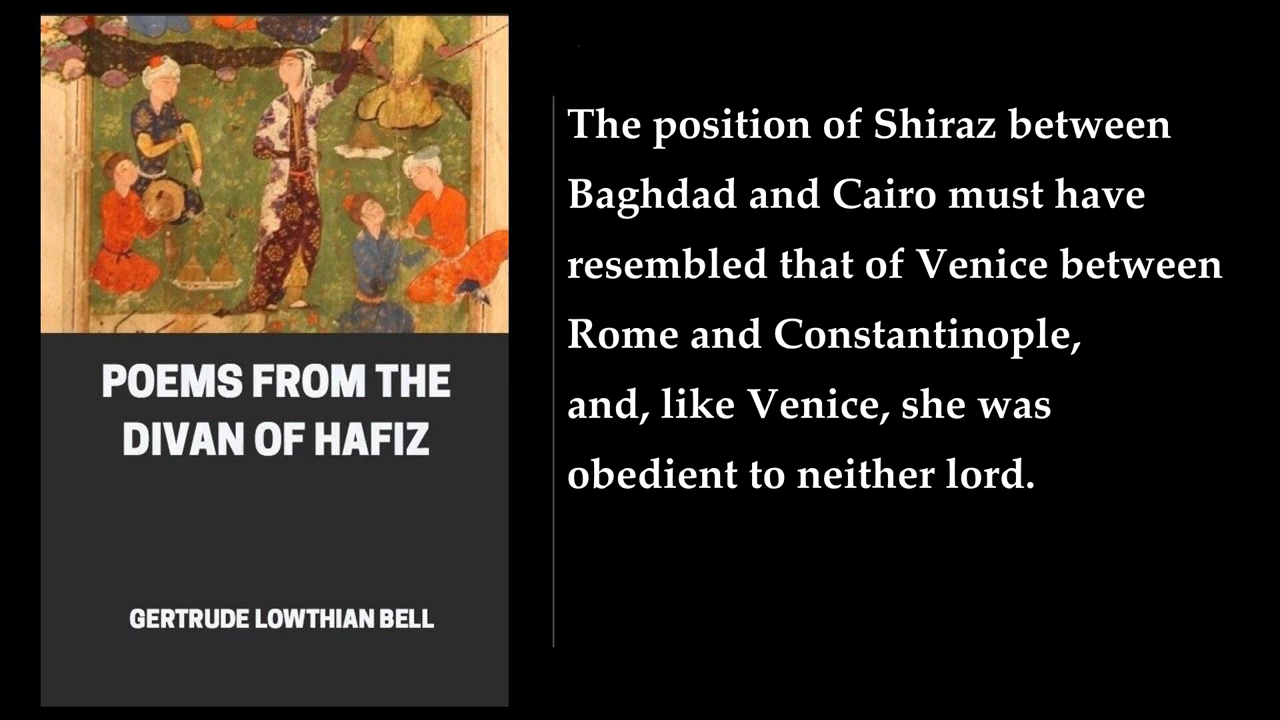 POEMS FROM THE
DIVAN OF HAFIZ
GERTRUDE LOWTHIAN BELL
The position of Shiraz between
Baghdad and Cairo must have
resembled that of Venice between
Rome and Constantinople,
and, like Venice, she was
obedient to neither lord.